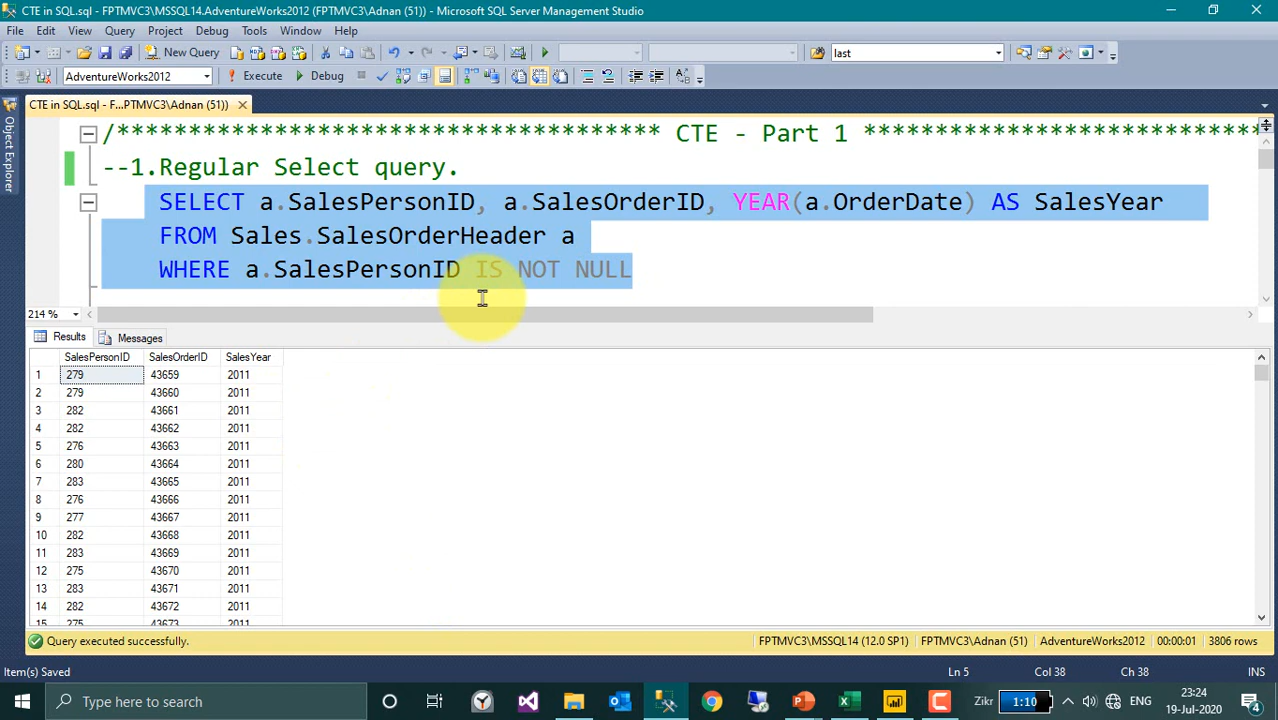 CTE in SQL.sql - FPTMVC3\MSSQL14.AdventureWorks2012 (FPTMVC3\Adnan (51)) - Microsoft SQL Server Management Studio
File Edit View Query Project Debug Tools Window Help
New Query last
AdventureWorks2012 Execute Debug
CTE in SQL.sql - F...PTMVC3\Adnan (51))
Object Explorer
/************************************** CTE - Part 1 ****************************
--1.Regular Select query.
SELECT a.SalesPersonID, a.SalesOrderID, YEAR(a.OrderDate) AS SalesYear
FROM Sales.SalesOrderHeader a
WHERE a.SalesPersonID IS NOT NULL
214 %
Results Messages
SalesPersonID SalesOrderID SalesYear
1 279 43659 2011
2 279 43660 2011
3 282 43661 2011
4 282 43662 2011
5 276 43663 2011
6 280 43664 2011
7 283 43665 2011
8 276 43666 2011
9 277 43667 2011
10 282 43668 2011
11 283 43669 2011
12 275 43670 2011
13 283 43671 2011
14 282 43672 2011
15 275 43673 2011
Query executed successfully. FPTMVC3\MSSQL14 (12.0 SP1) FPTMVC3\Adnan (51) AdventureWorks2012 00:00:01 3806 rows
Item(s) Saved Ln 5 Col 38 Ch 38 INS
Type here to search Zikr 1:10 ENG 23:24
19-Jul-2020 4